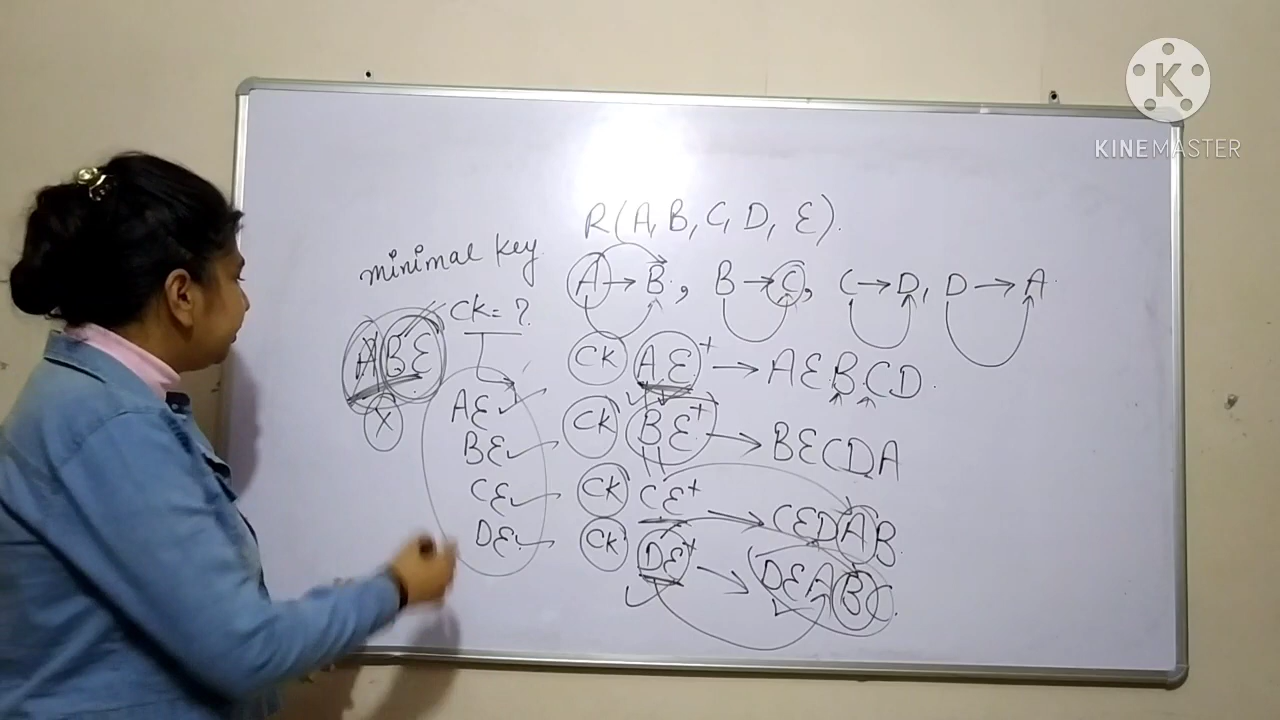 K
KINEMASTER
R(A, B, C, D, E).
minimal key
A → B, B → C, C → D, D → A.
CK = ?
ABE
X
AE ✓
BE ✓
CE ✓
DE ✓
CK AE+ → AEBCD.
CK BE+ → BECDA
CK CE+ → CEDAB.
CK DE+ → DEABC.